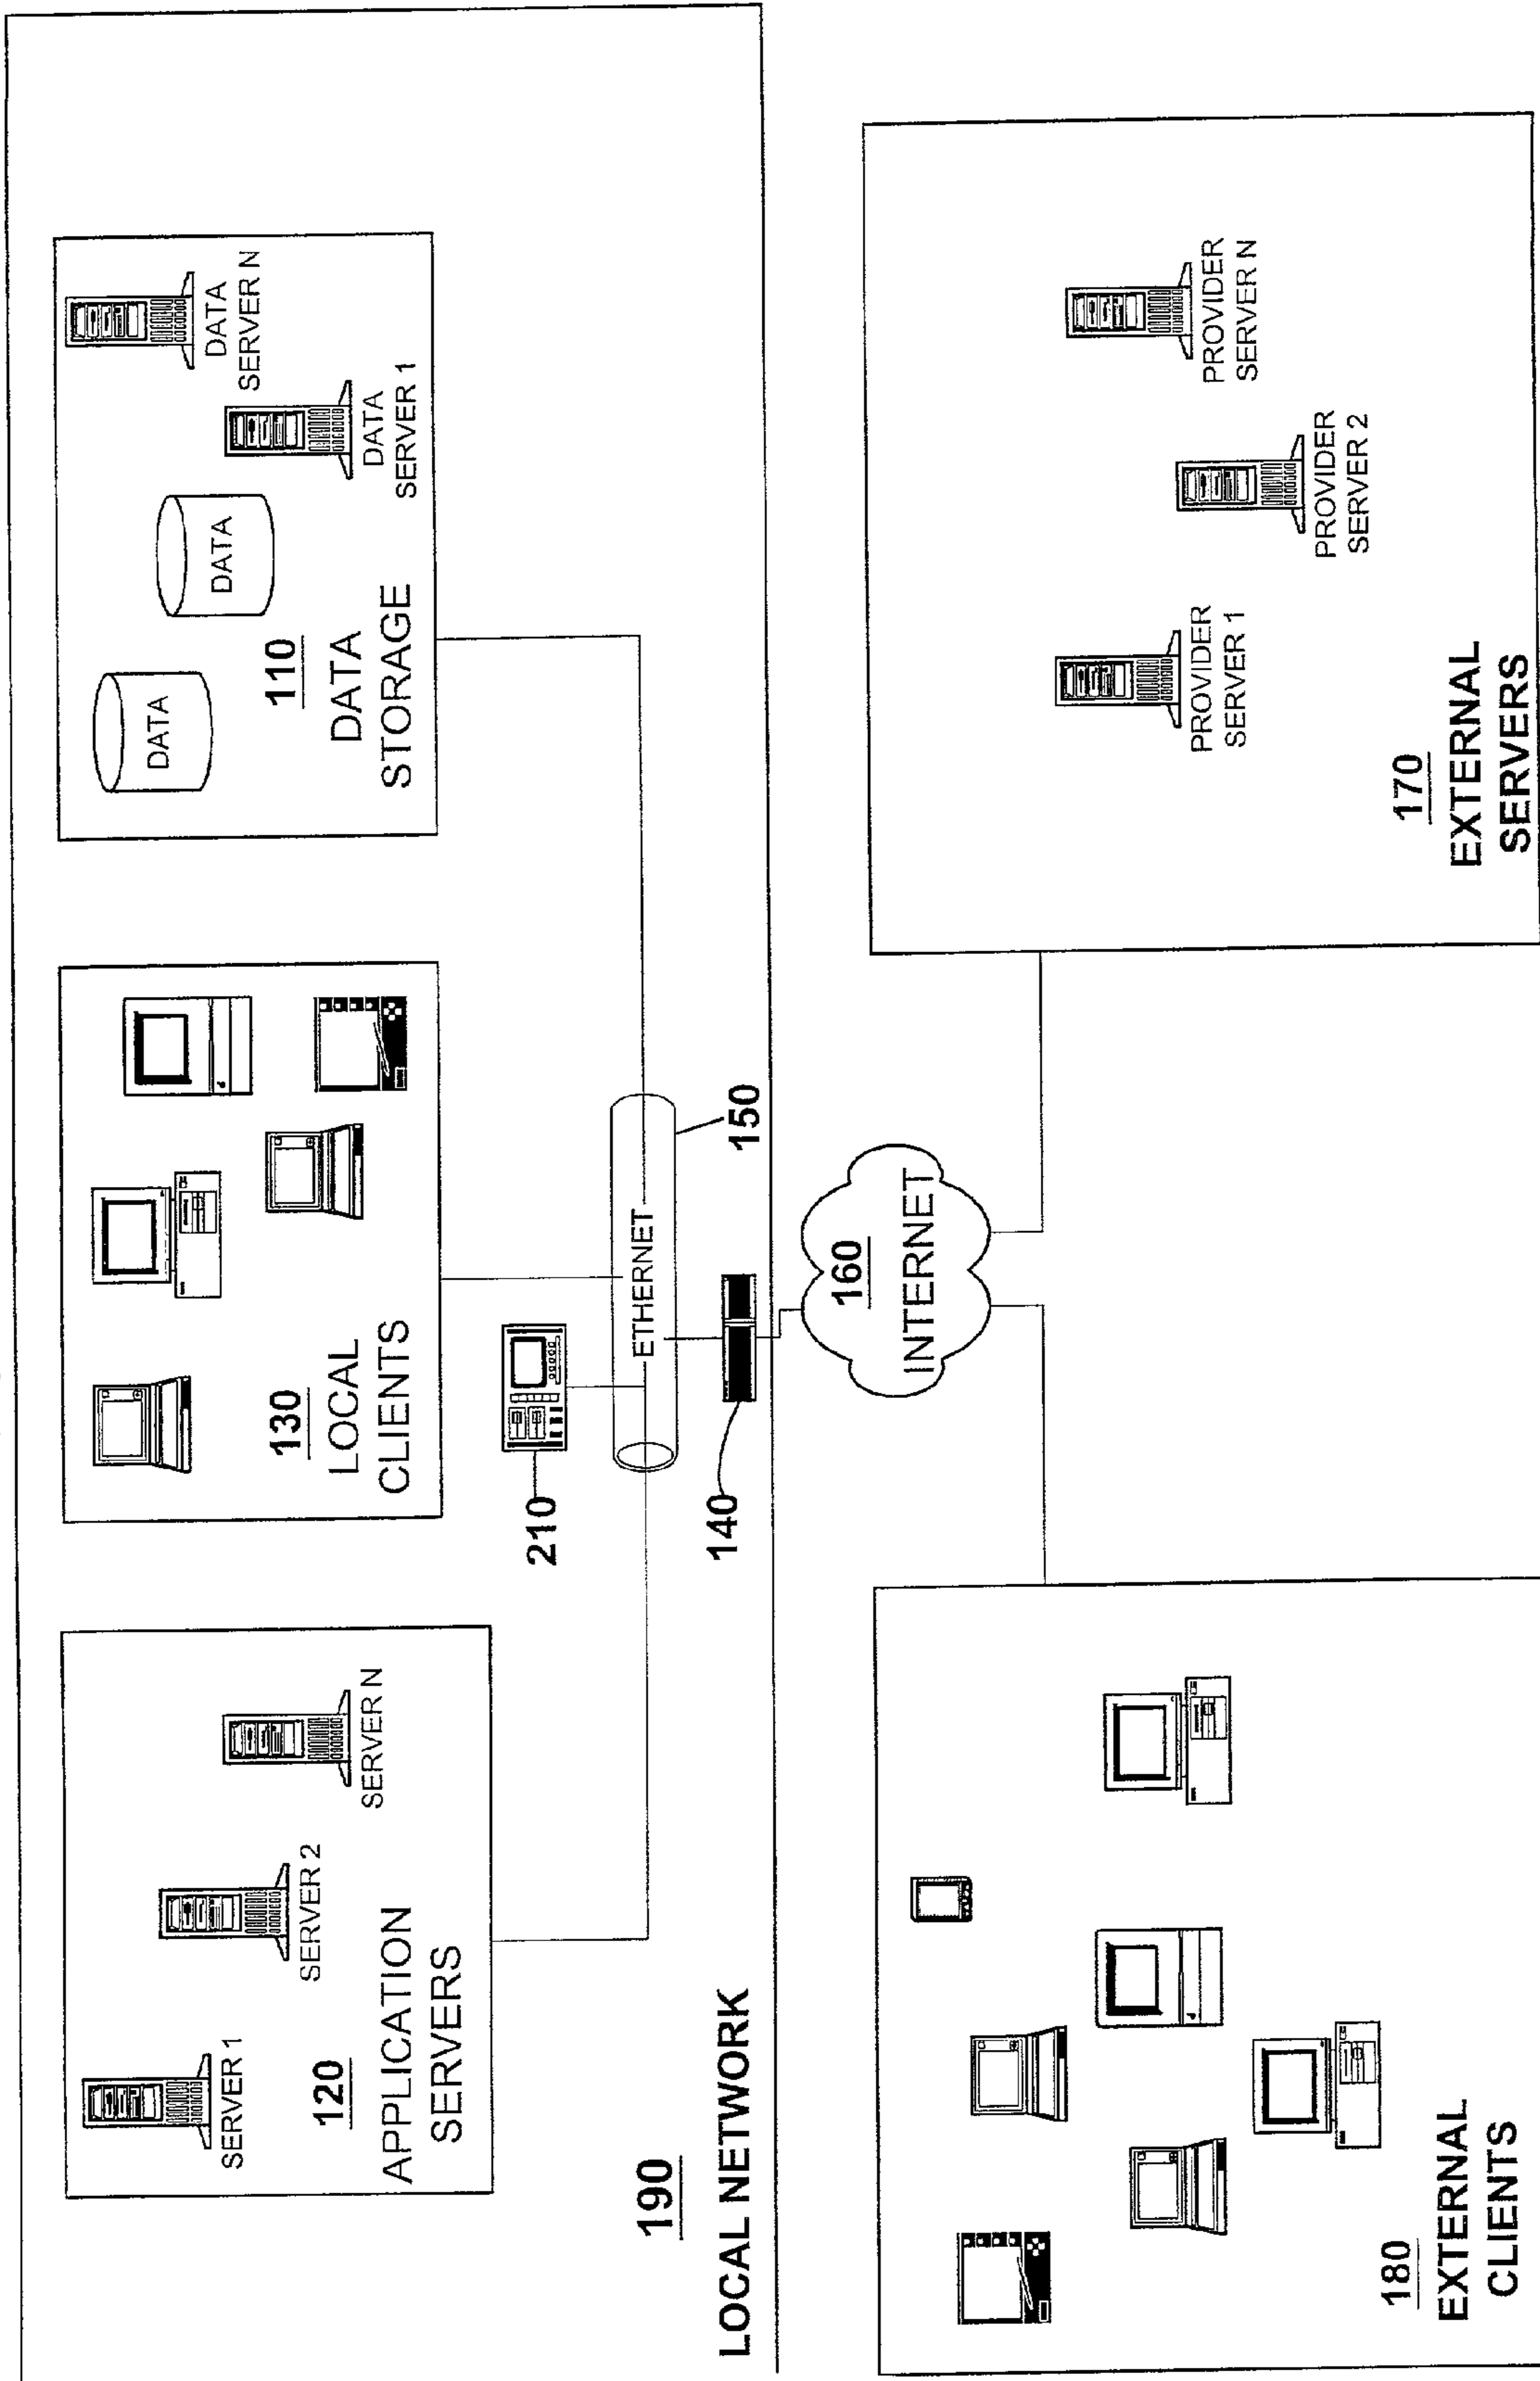 SERVER 1
SERVER 2
SERVER N
120
APPLICATION
SERVERS
130
LOCAL
CLIENTS
DATA
DATA
110
DATA
STORAGE
DATA
SERVER 1
DATA
SERVER N
210
ETHERNET
150
140
190
LOCAL NETWORK
160
INTERNET
180
EXTERNAL
CLIENTS
PROVIDER
SERVER 1
PROVIDER
SERVER 2
PROVIDER
SERVER N
170
EXTERNAL
SERVERS